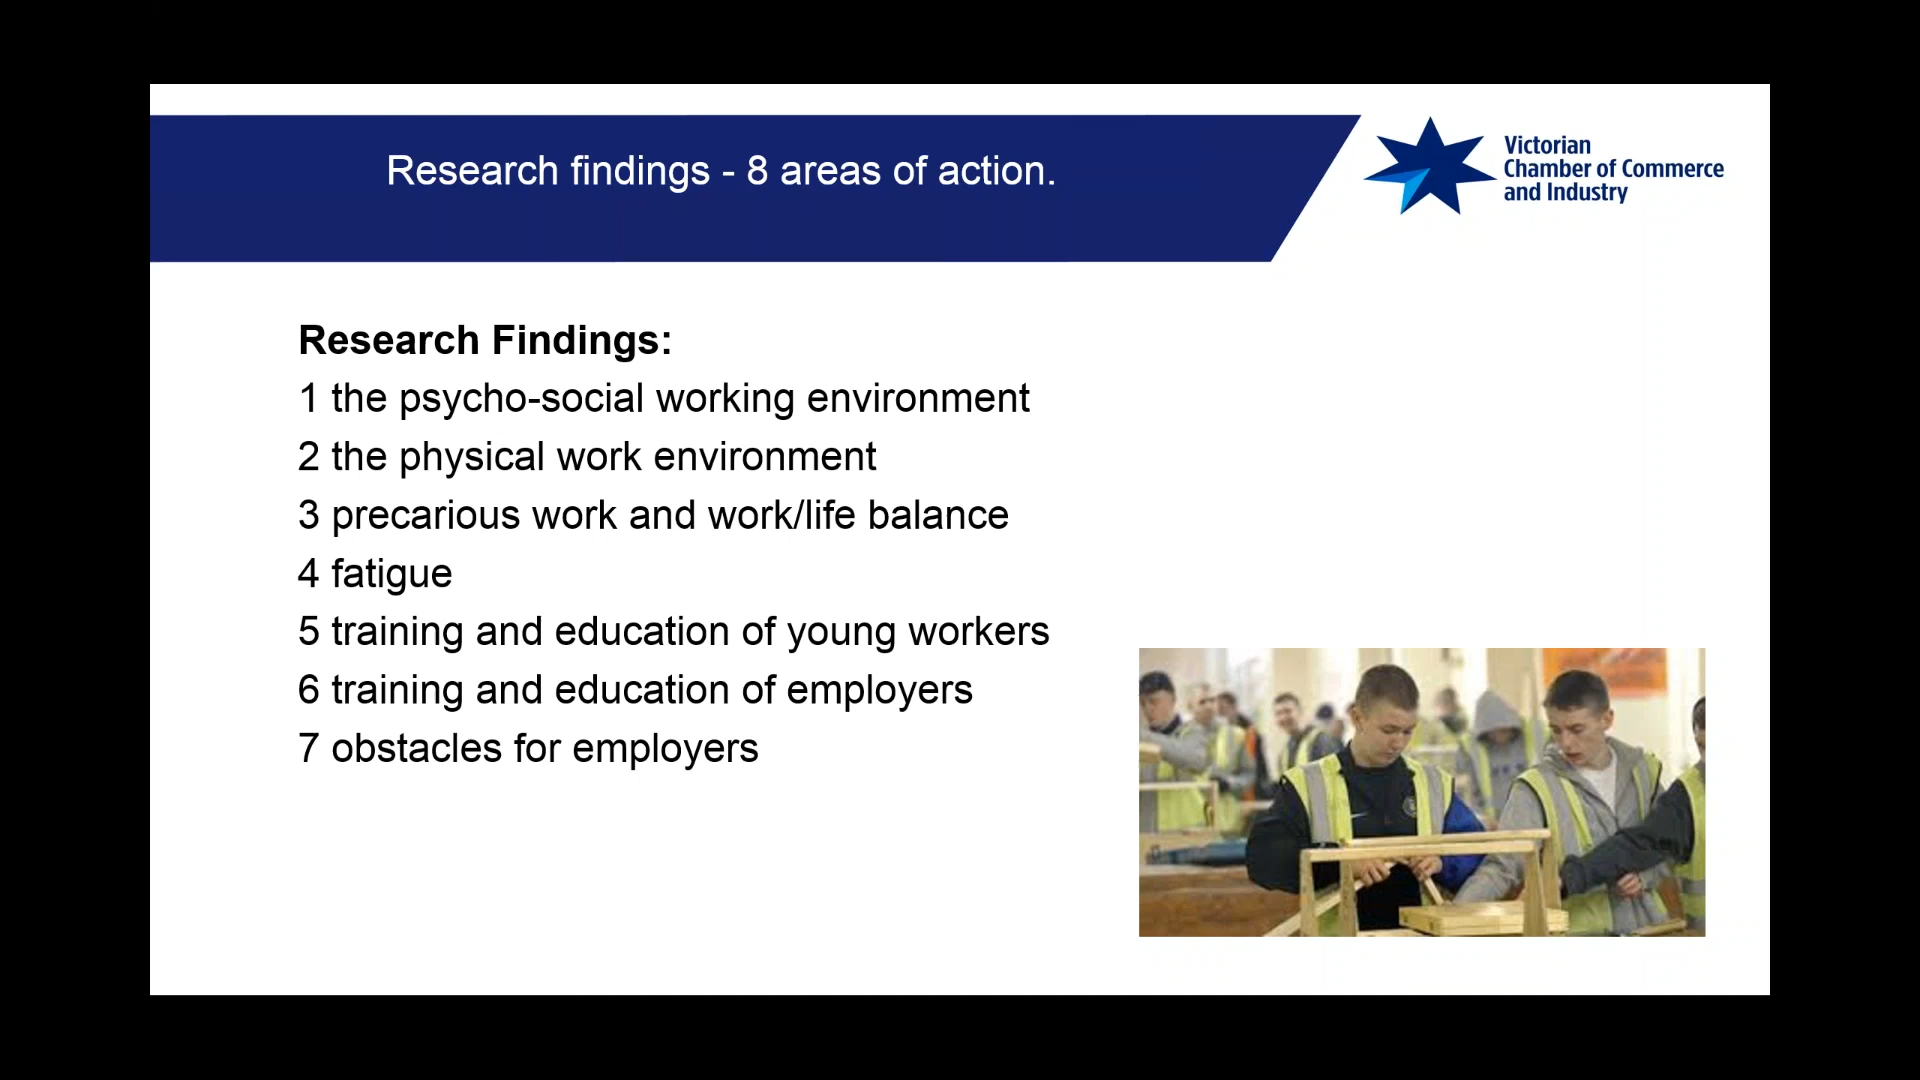 Research findings - 8 areas of action.
Victorian
Chamber of Commerce
and Industry
Research Findings:
1 the psycho-social working environment
2 the physical work environment
3 precarious work and work/life balance
4 fatigue
5 training and education of young workers
6 training and education of employers
7 obstacles for employers